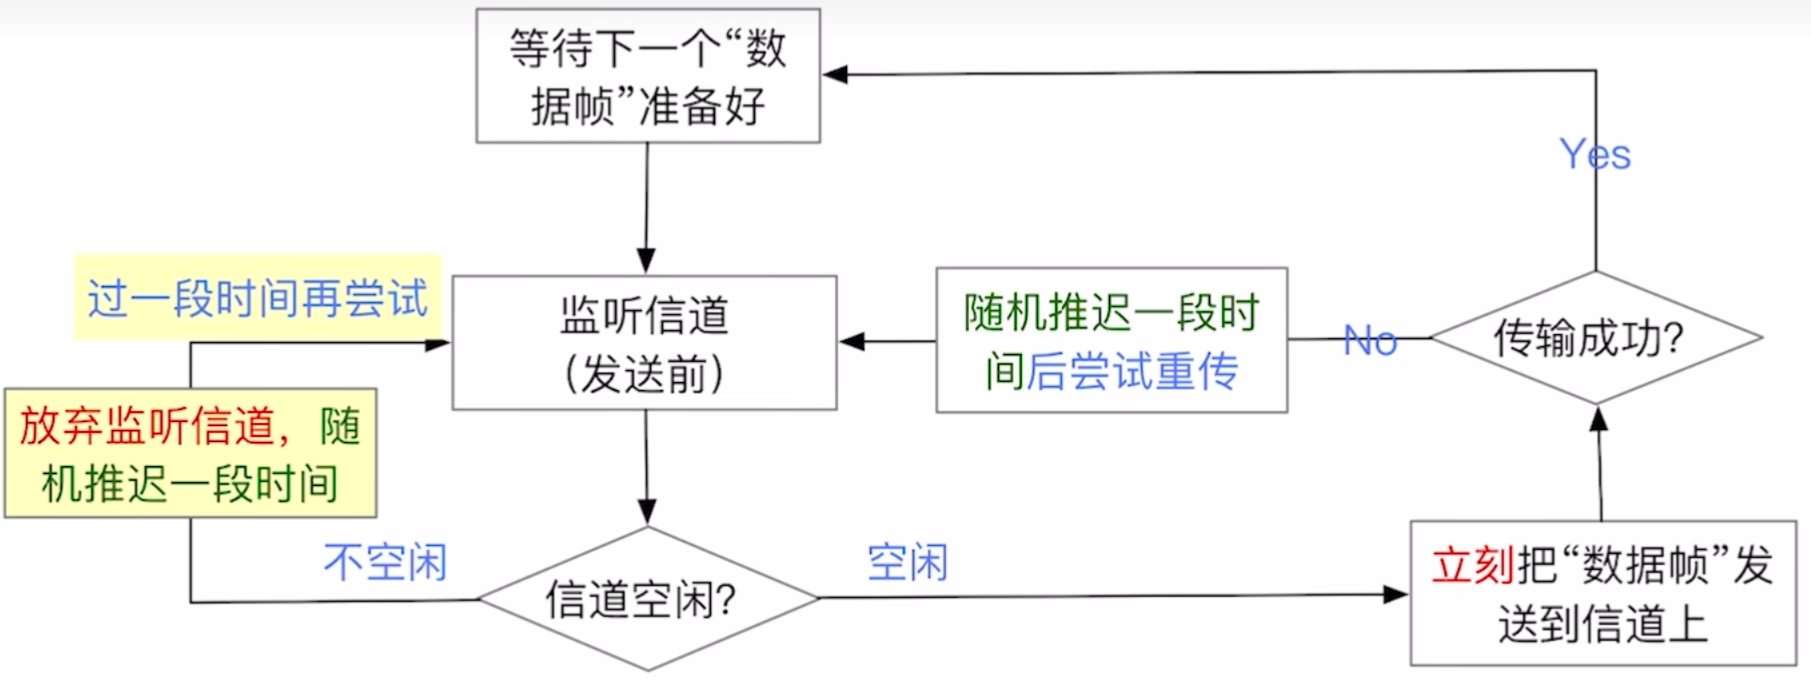 等待下一个“数
据帧”准备好
Yes
过一段时间再尝试
监听信道
（发送前）
随机推迟一段时
间后尝试重传
No
传输成功?
放弃监听信道，随
机推迟一段时间
不空闲
信道空闲?
空闲
立刻把“数据帧”发
送到信道上